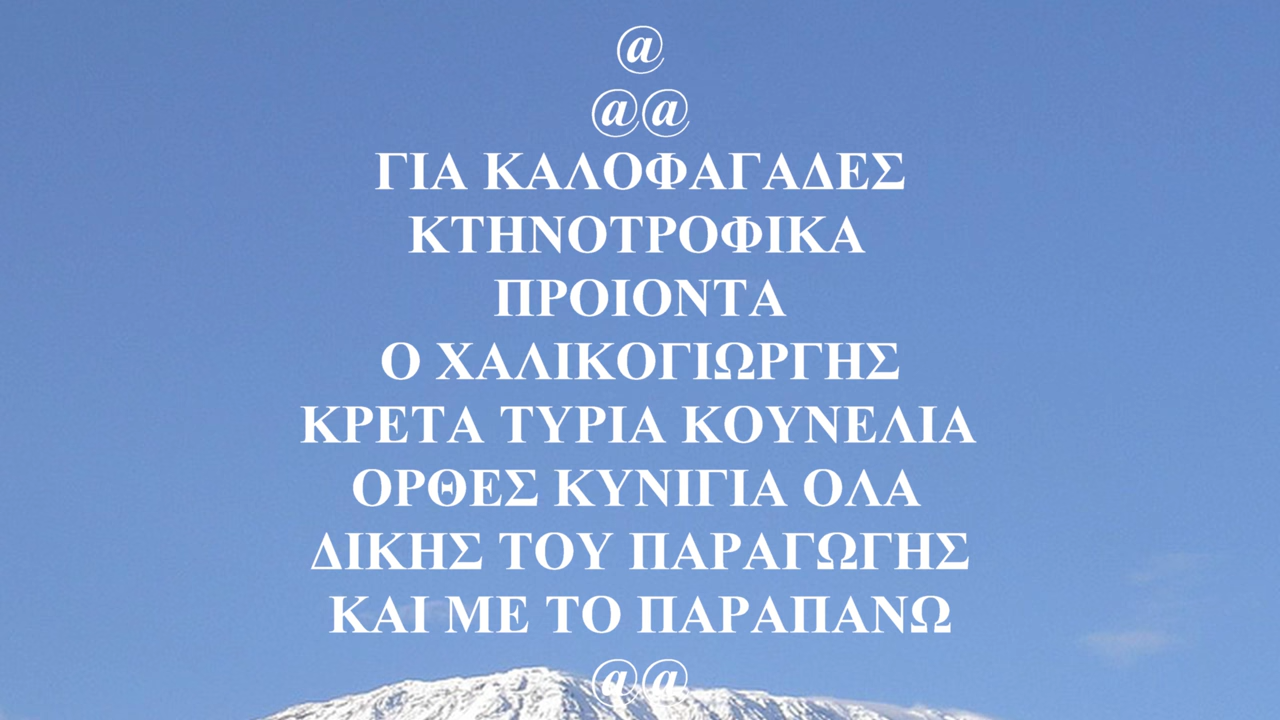 @
@@
ΓΙΑ ΚΑΛΟΦΑΓΑΔΕΣ
ΚΤΗΝΟΤΡΟΦΙΚΑ
ΠΡΟΙΟΝΤΑ
Ο ΧΑΛΙΚΟΓΙΩΡΓΗΣ
ΚΡΕΤΑ ΤΥΡΙΑ ΚΟΥΝΕΛΙΑ
ΟΡΘΕΣ ΚΥΝΙΓΙΑ ΟΛΑ
ΔΙΚΗΣ ΤΟΥ ΠΑΡΑΓΩΓΗΣ
ΚΑΙ ΜΕ ΤΟ ΠΑΡΑΠΑΝΩ
@@